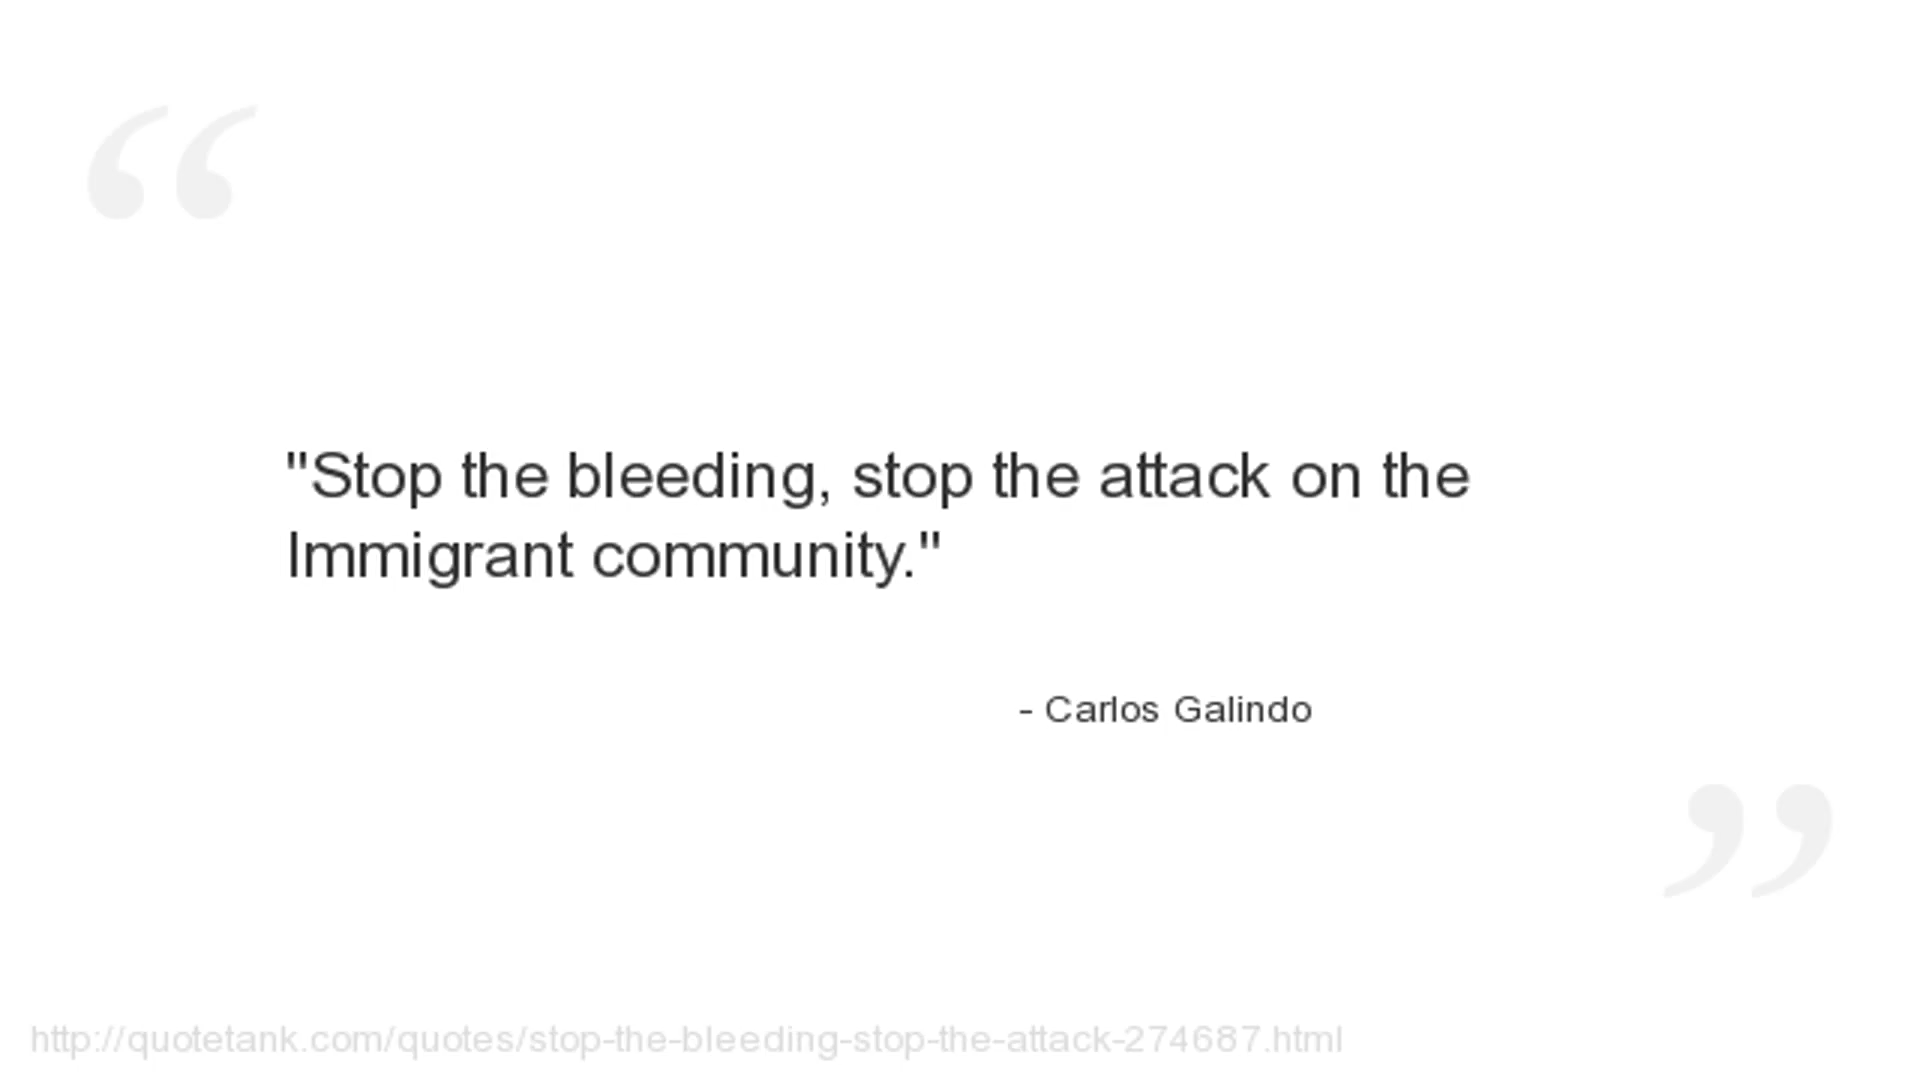 "Stop the bleeding, stop the attack on the
Immigrant community."
- Carlos Galindo
http://quotetank.com/quotes/stop-the-bleeding-stop-the-attack-274687.html